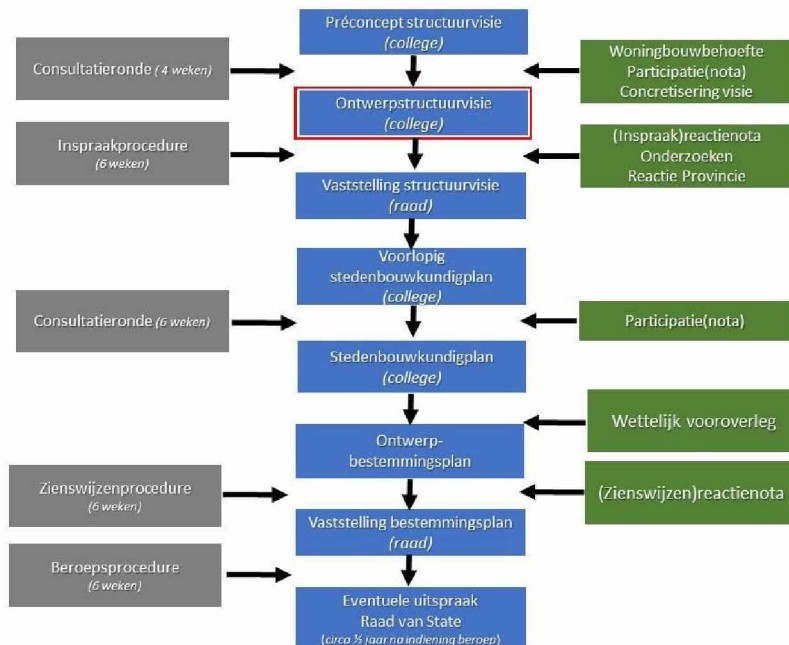 Préconcept structuurvisie
(college)
Consultatieronde (4 weken)
Woningbouwbehoefte
Participatie(nota)
Concretisering visie
Ontwerpstructuurvisie
(college)
Inspraakprocedure
(6 weken)
(Inspraak)reactienota
Onderzoeken
Reactie Provincie
Vaststelling structuurvisie
(raad)
Voorlopig
stedenbouwkundigplan
(college)
Consultatieronde (6 weken)
Participatie(nota)
Stedenbouwkundigplan
(college)
Wettelijk vooroverleg
Ontwerp-
bestemmingsplan
Zienswijzenprocedure
(6 weken)
(Zienswijzen)reactienota
Vaststelling bestemmingsplan
(raad)
Beroepsprocedure
(6 weken)
Eventuele uitspraak
Raad van State
(circa ½ jaar na indiening beroep)